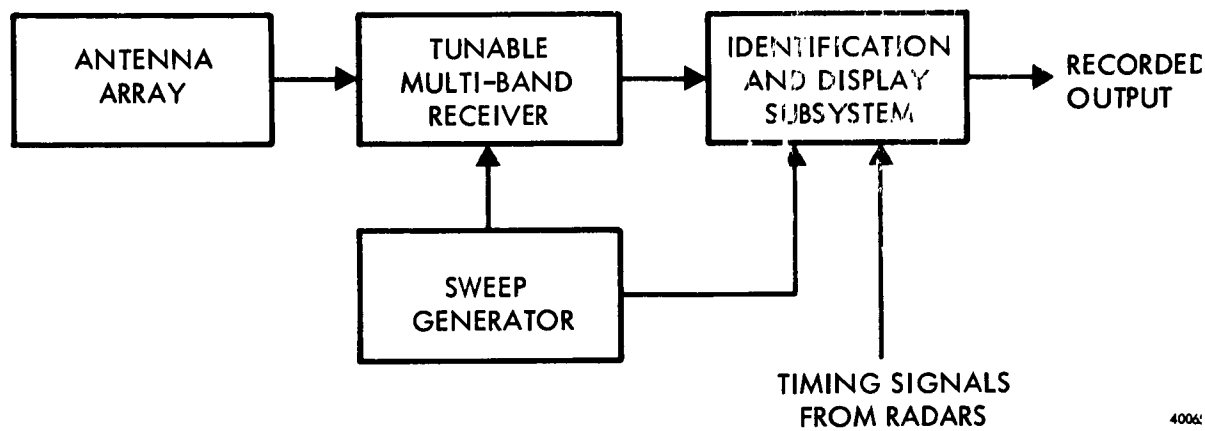 ANTENNA
ARRAY
TUNABLE
MULTI-BAND
RECEIVER
IDENTIFICATION
AND DISPLAY
SUBSYSTEM
RECORDED
OUTPUT
SWEEP
GENERATOR
TIMING SIGNALS
FROM RADARS